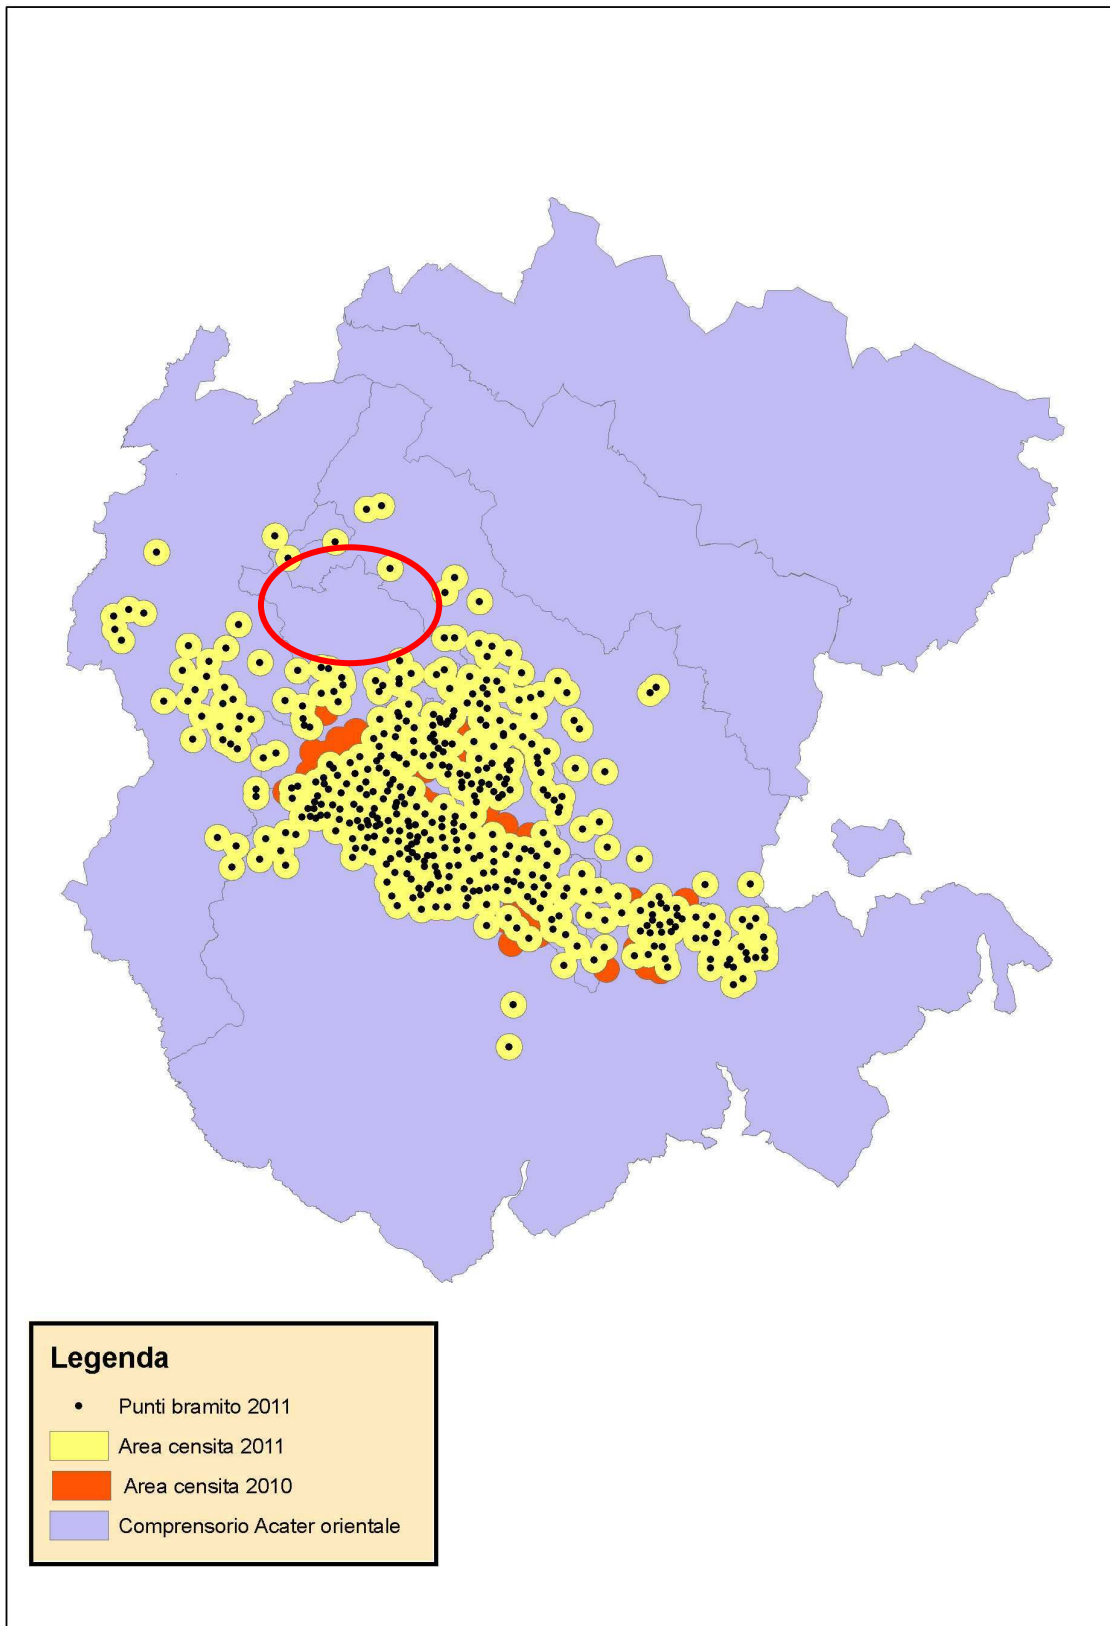 Legenda
Punti bramito 2011
Area censita 2011
Area censita 2010
Comprensorio Acater orientale